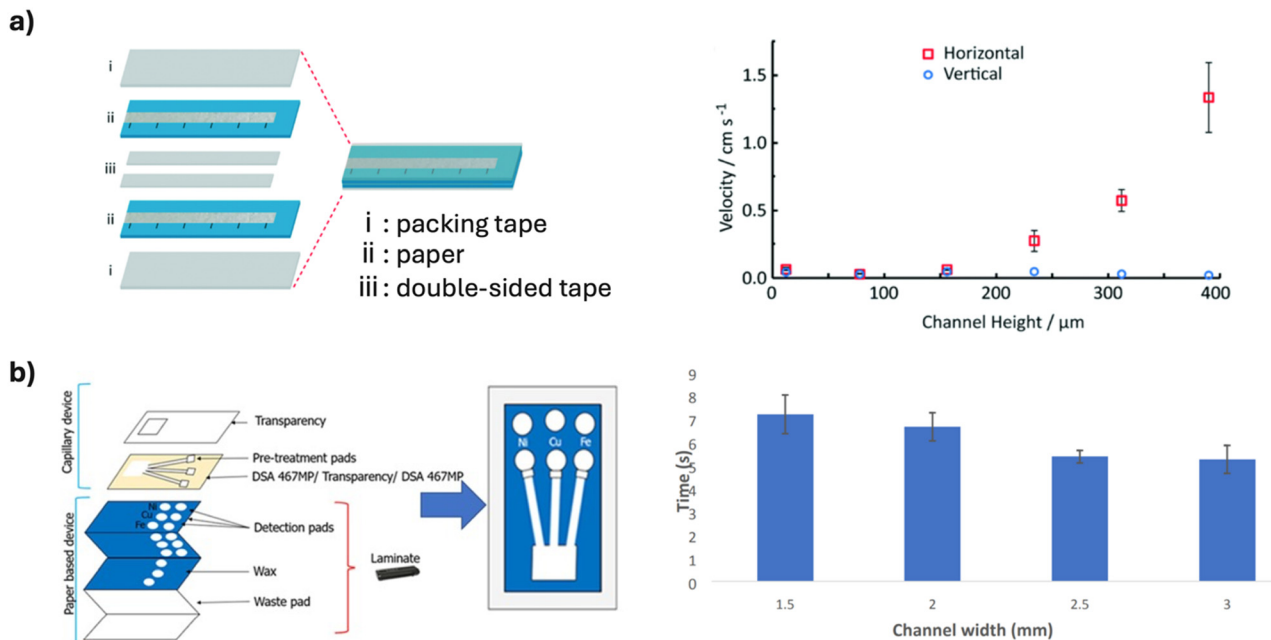 a)
i
ii
iii
ii
i
i : packing tape
ii : paper
iii : double-sided tape
Horizontal
Vertical
Velocity / cm s⁻¹
1.5
1.0
0.5
0.0
0 100 200 300 400
Channel Height / µm
b)
Capillary device
Paper based device
Transparency
Pre-treatment pads
DSA 467MP/ Transparency/ DSA 467MP
Ni
Cu
Fe
Detection pads
Wax
Waste pad
Laminate
Ni Cu Fe
Time (s)
9
8
7
6
5
4
3
2
1
0
1.5 2 2.5 3
Channel width (mm)